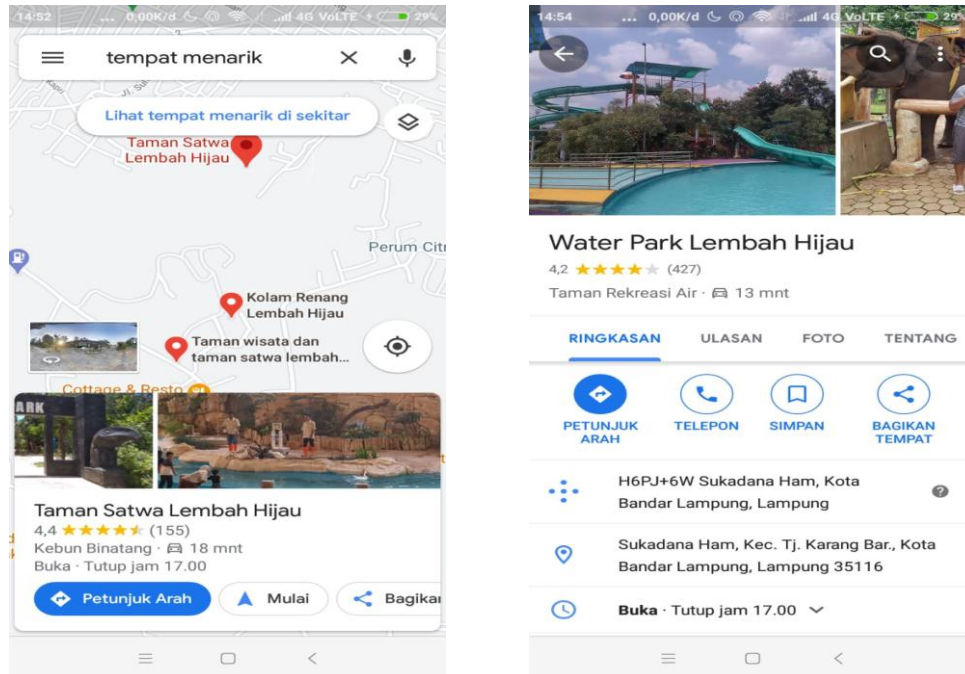 14:52 ... 0,00K/d 4G VoLTE 29%
tempat menarik
Lihat tempat menarik di sekitar
Taman Satwa
Lembah Hijau
Perum Citr
Kolam Renang
Lembah Hijau
Taman wisata dan
taman satwa lembah...
Cottage & Resto
ARK
Taman Satwa Lembah Hijau
4,4 (155)
Kebun Binatang · 18 mnt
Buka · Tutup jam 17.00
Petunjuk Arah
Mulai
Bagikan
14:54 ... 0,00K/d 4G VoLTE 29%
Water Park Lembah Hijau
4,2 (427)
Taman Rekreasi Air · 13 mnt
RINGKASAN ULASAN FOTO TENTANG
PETUNJUK
ARAH
TELEPON
SIMPAN
BAGIKAN
TEMPAT
H6PJ+6W Sukadana Ham, Kota
Bandar Lampung, Lampung
Sukadana Ham, Kec. Tj. Karang Bar., Kota
Bandar Lampung, Lampung 35116
Buka · Tutup jam 17.00